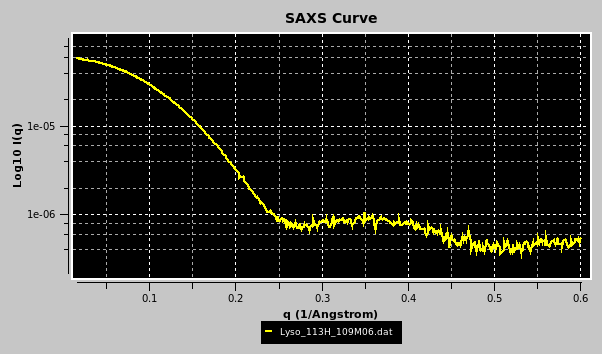 SAXS Curve
Log10 I(q)
1e-05
1e-06
0.1 0.2 0.3 0.4 0.5 0.6
q (1/Angstrom)
Lyso_113H_109M06.dat